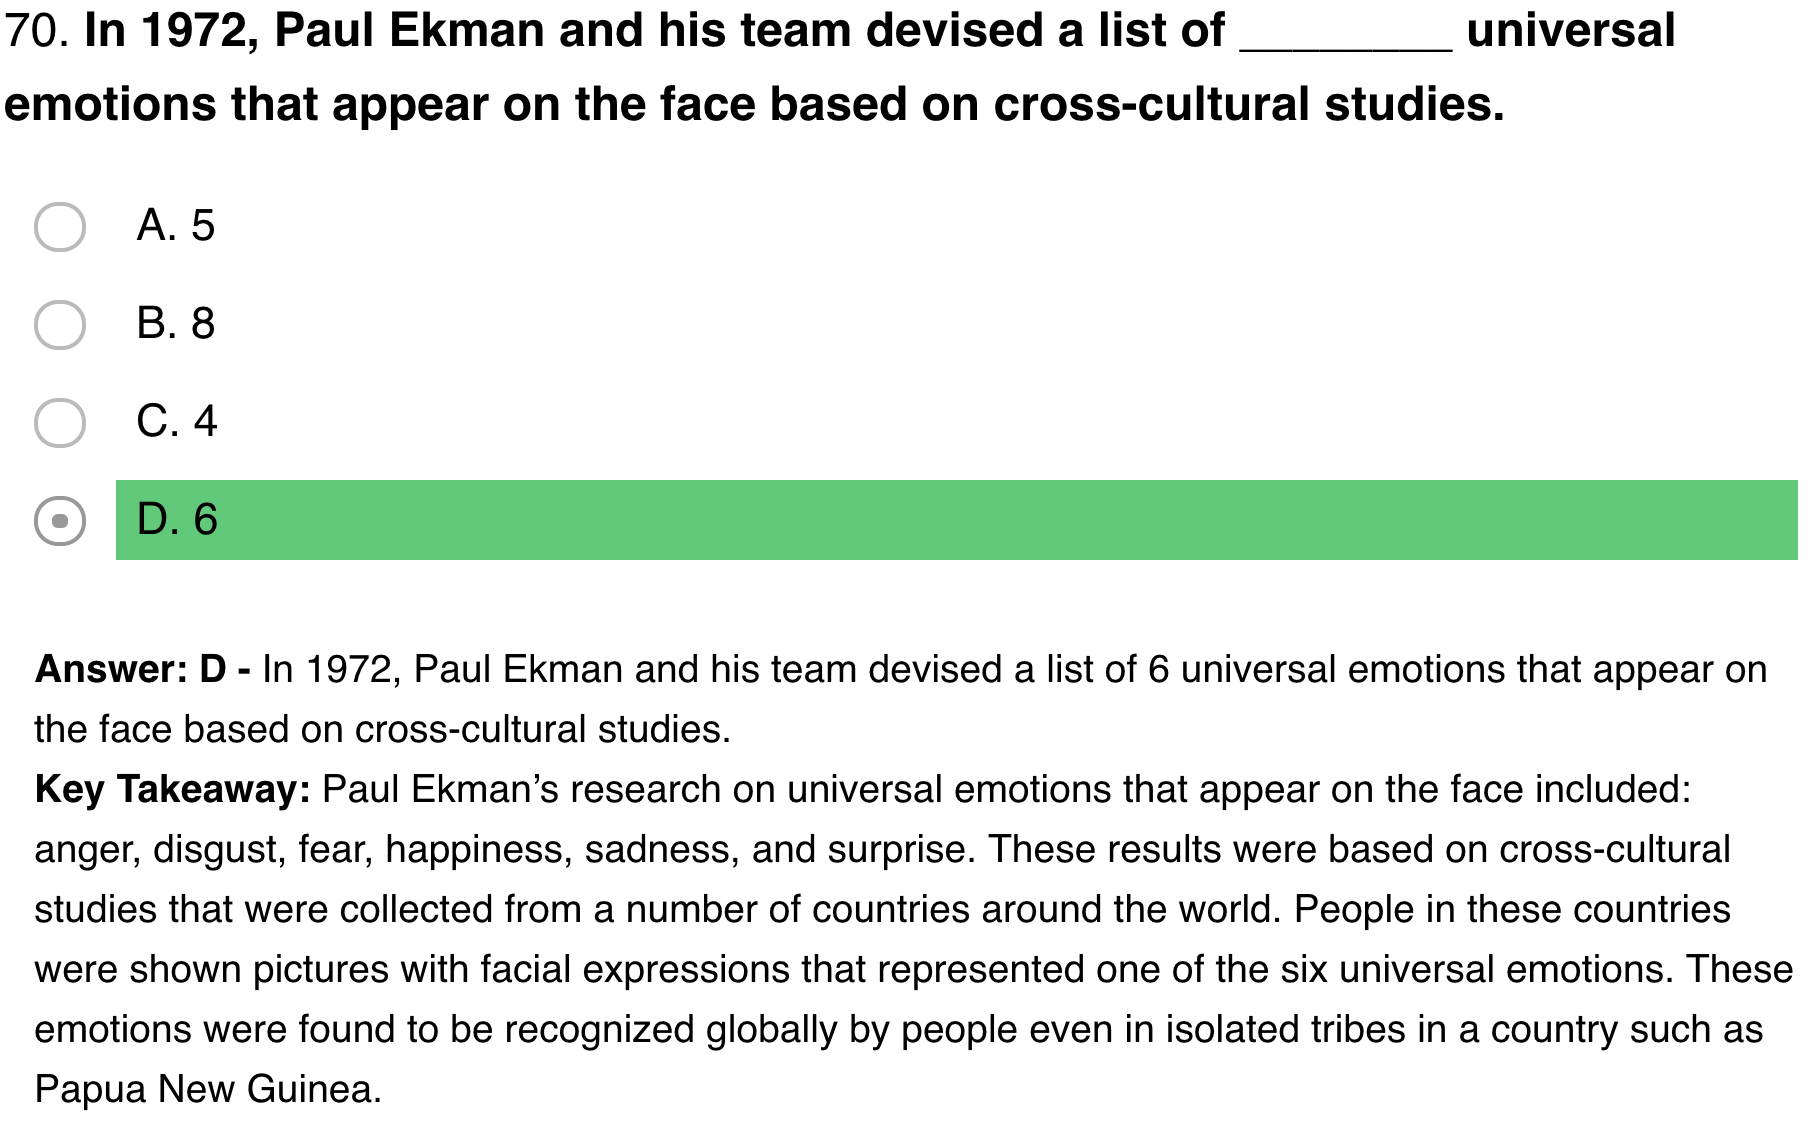 70. In 1972, Paul Ekman and his team devised a list of ________ universal
emotions that appear on the face based on cross-cultural studies.
A. 5
B. 8
C. 4
D. 6
Answer: D - In 1972, Paul Ekman and his team devised a list of 6 universal emotions that appear on
the face based on cross-cultural studies.
Key Takeaway: Paul Ekman’s research on universal emotions that appear on the face included:
anger, disgust, fear, happiness, sadness, and surprise. These results were based on cross-cultural
studies that were collected from a number of countries around the world. People in these countries
were shown pictures with facial expressions that represented one of the six universal emotions. These
emotions were found to be recognized globally by people even in isolated tribes in a country such as
Papua New Guinea.